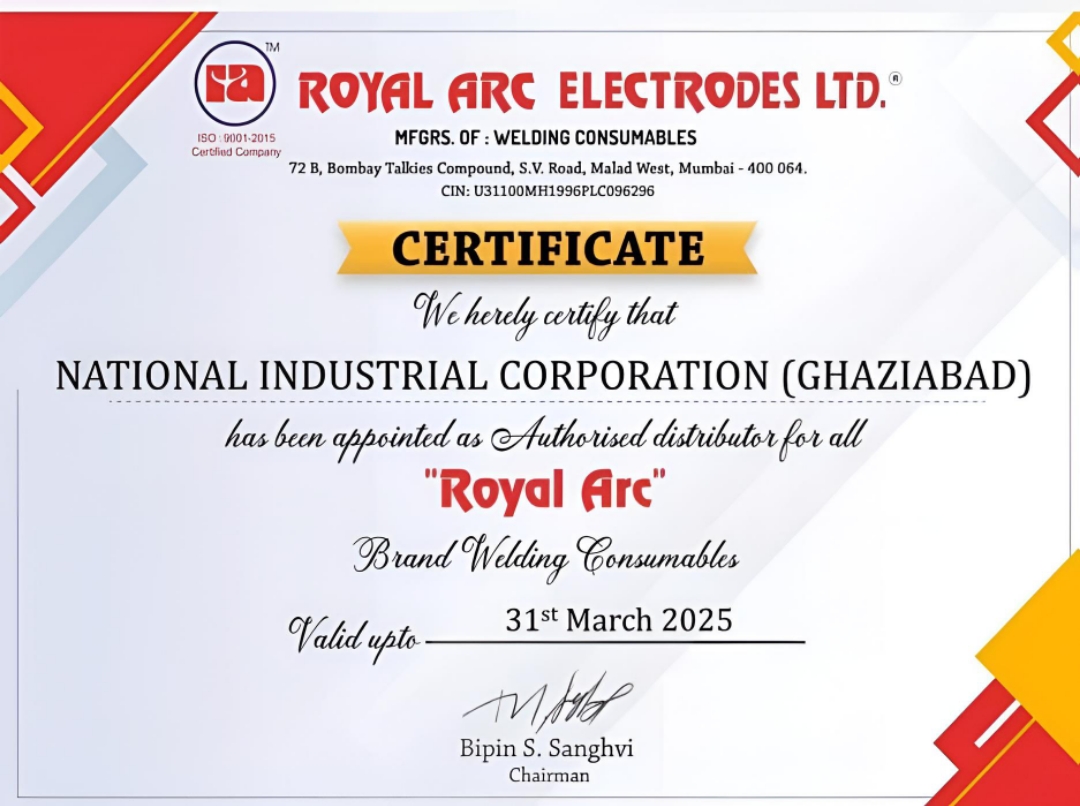 TM
ra
ROYAL ARC ELECTRODES LTD.®
ISO : 9001-2015
Certified Company
MFGRS. OF : WELDING CONSUMABLES
72 B, Bombay Talkies Compound, S.V. Road, Malad West, Mumbai - 400 064.
CIN: U31100MH1996PLC096296
CERTIFICATE
We herely certify that
NATIONAL INDUSTRIAL CORPORATION (GHAZIABAD)
has been appointed as Authorised distributor for all
"Royal Arc"
Brand Welding Consumables
Valid upto 31st March 2025
Bipin S. Sanghvi
Chairman